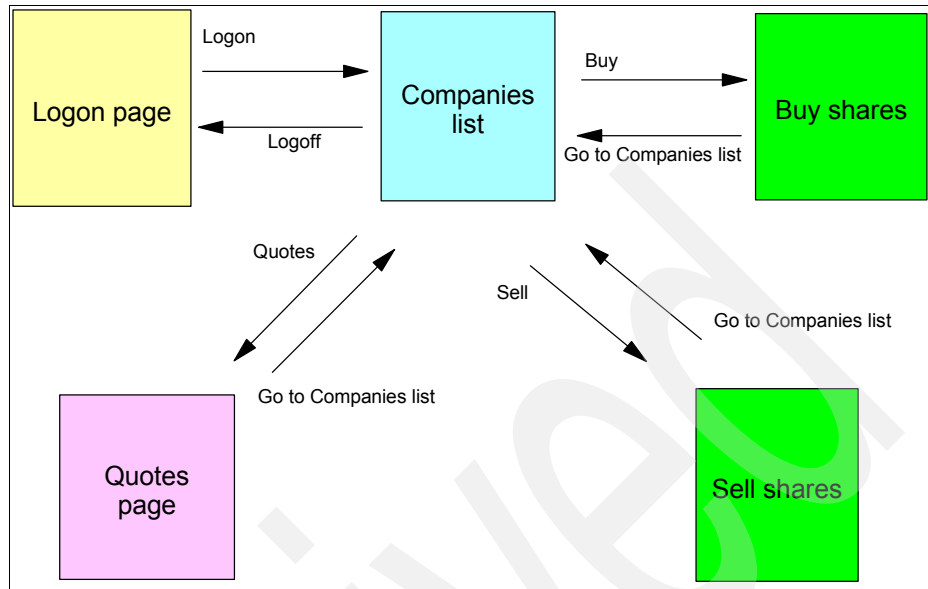 Logon
Logon page
Logoff
Companies
list
Buy
Go to Companies list
Buy shares
Quotes
Go to Companies list
Sell
Go to Companies list
Quotes
page
Sell shares